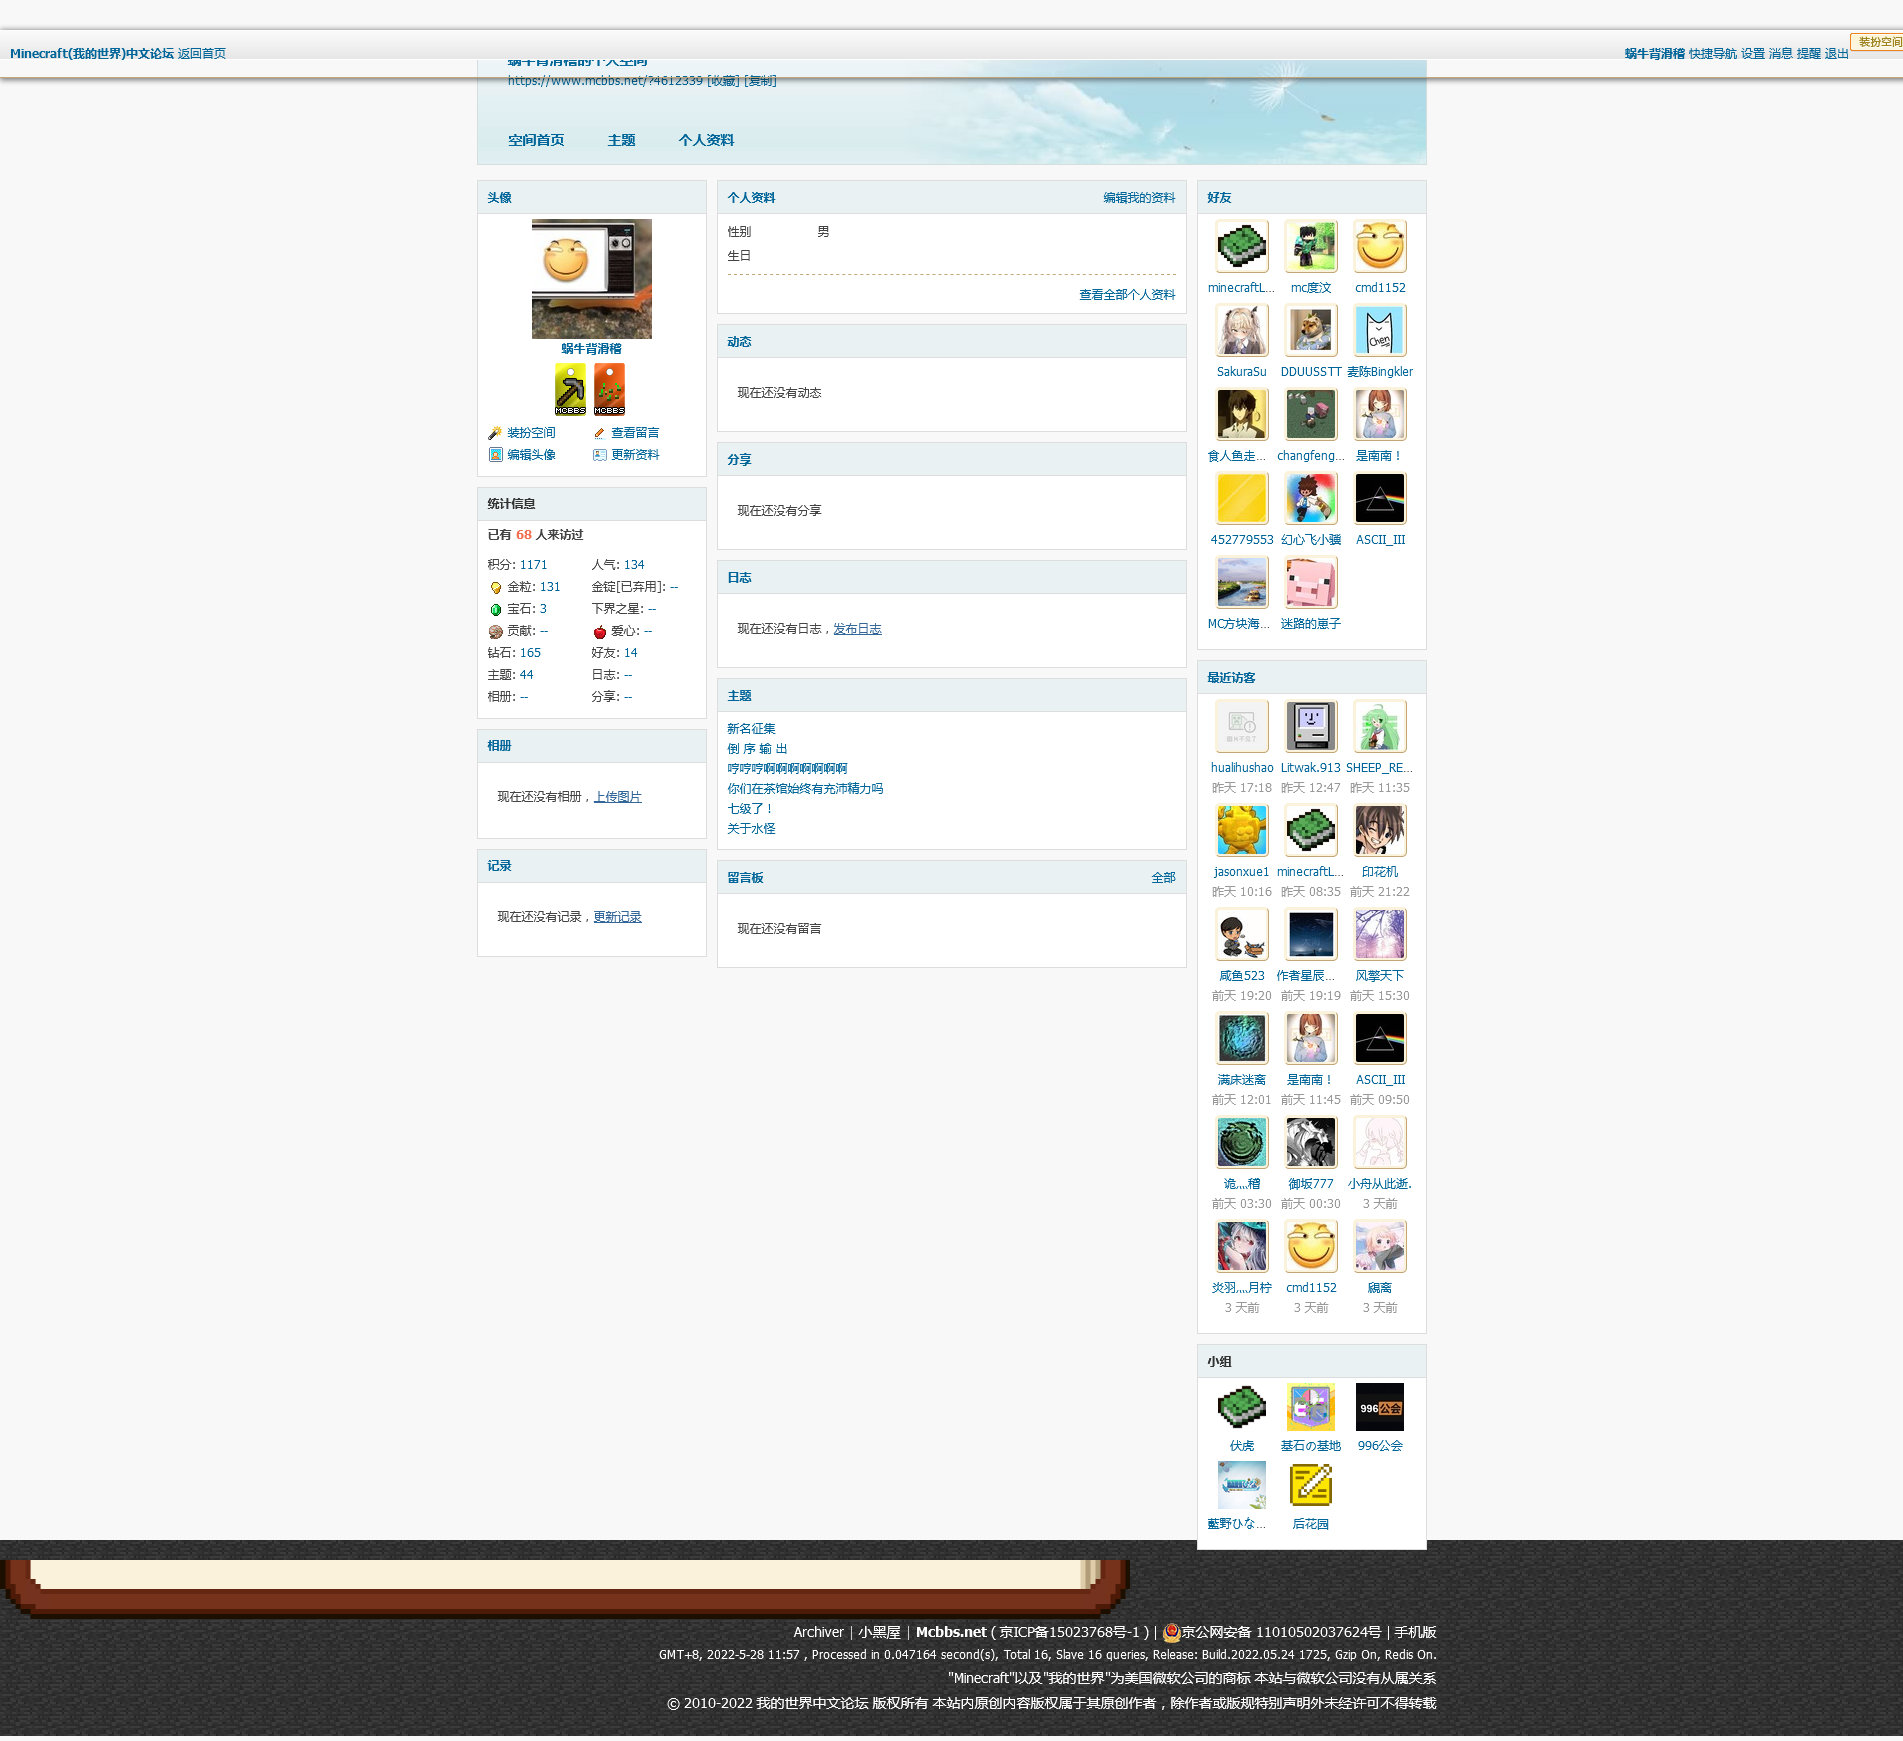 Minecraft(我的世界)中文论坛 返回首页
蜗牛背滑稽 快捷导航 设置 消息 提醒 退出
装扮空间
蜗牛背滑稽的个人空间
https://www.mcbbs.net/?4612339 [收藏] [复制]
空间首页 主题 个人资料
头像
蜗牛背滑稽
MCBBS MCBBS
装扮空间 查看留言
编辑头像 更新资料
统计信息
已有 68 人来访过
积分: 1171 人气: 134
金粒: 131 金锭[已弃用]: --
宝石: 3 下界之星: --
贡献: -- 爱心: --
钻石: 165 好友: 14
主题: 44 日志: --
相册: -- 分享: --
相册
现在还没有相册，上传图片
记录
现在还没有记录，更新记录
个人资料 编辑我的资料
性别 男
生日
查看全部个人资料
动态
现在还没有动态
分享
现在还没有分享
日志
现在还没有日志，发布日志
主题
新名征集
倒 序 输 出
哼哼哼啊啊啊啊啊啊啊
你们在茶馆始终有充沛精力吗
七级了！
关于水怪
留言板 全部
现在还没有留言
好友
minecraftL... mc度汶 cmd1152
Chen
SakuraSu DDUUSSTT 麦陈Bingkler
食人鱼走... changfeng... 是南南！
452779553 幻心飞小骥 ASCII_III
MC方块海... 迷路的崽子
最近访客
hualihushao Litwak.913 SHEEP_RE...
昨天 17:18 昨天 12:47 昨天 11:35
jasonxue1 minecraftL... 印花机
昨天 10:16 昨天 08:35 前天 21:22
咸鱼523 作者星辰... 风擎天下
前天 19:20 前天 19:19 前天 15:30
满床迷离 是南南！ ASCII_III
前天 12:01 前天 11:45 前天 09:50
诡灬稽 御坂777 小舟从此逝.
前天 03:30 前天 00:30 3 天前
炎羽灬月柠 cmd1152
3 天前 3 天前 3 天前
小组
996公会
伏虎 基石の基地 996公会
藍野ひな... 后花园
Archiver | 小黑屋 | Mcbbs.net ( 京ICP备15023768号-1 ) | 京公网安备 11010502037624号 | 手机版
GMT+8, 2022-5-28 11:57 , Processed in 0.047164 second(s), Total 16, Slave 16 queries, Release: Build.2022.05.24 1725, Gzip On, Redis On.
"Minecraft"以及"我的世界"为美国微软公司的商标 本站与微软公司没有从属关系
© 2010-2022 我的世界中文论坛 版权所有 本站内原创内容版权属于其原创作者，除作者或版规特别声明外未经许可不得转载